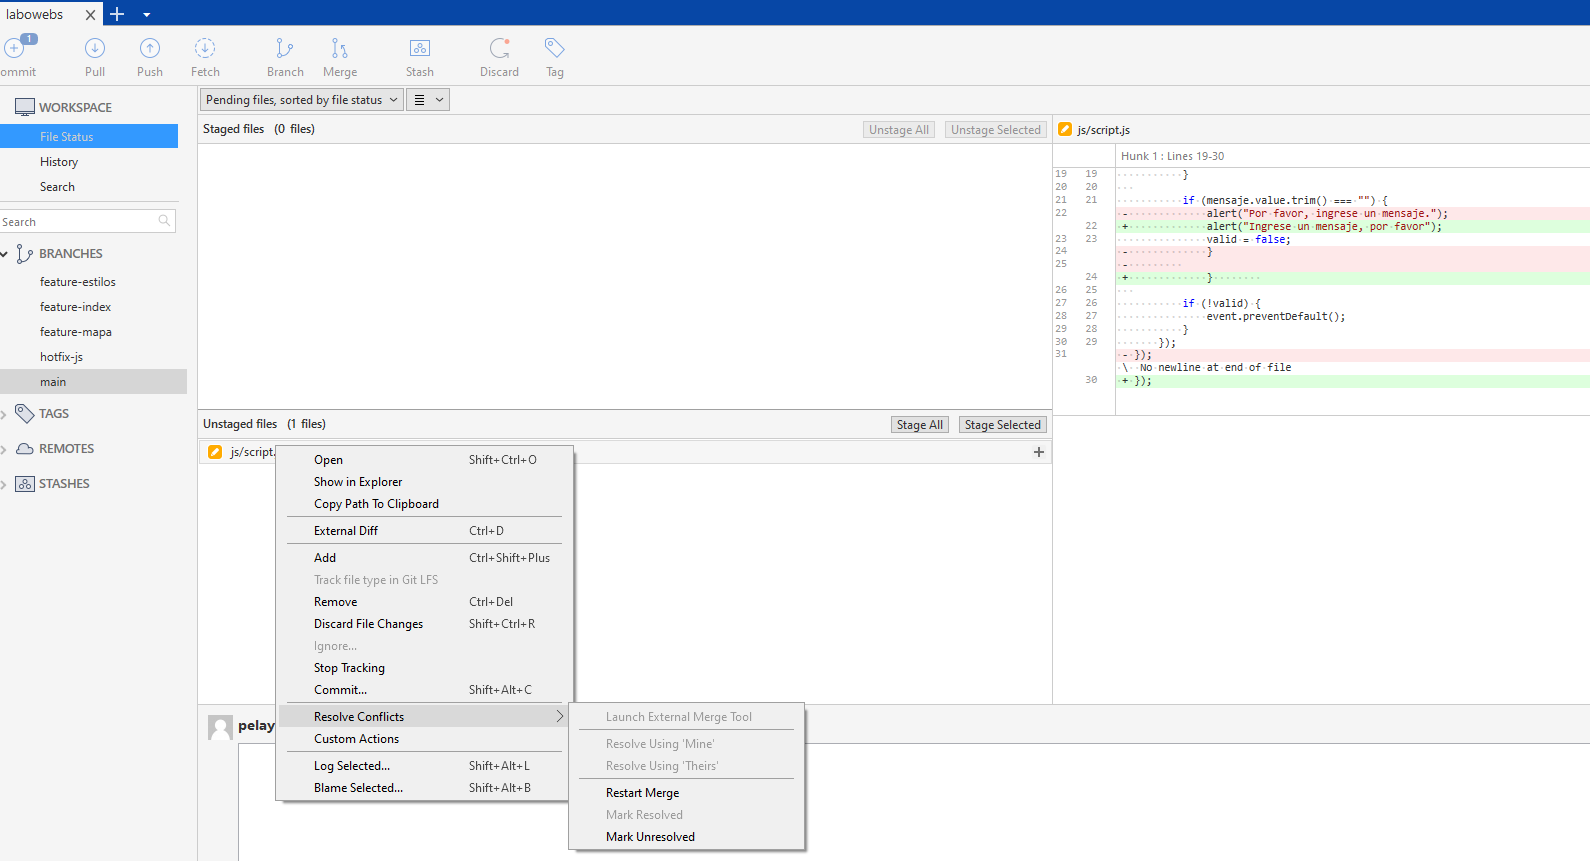 labowebs
1
ommit
Pull
Push
Fetch
Branch
Merge
Stash
Discard
Tag
WORKSPACE
File Status
History
Search
Search
BRANCHES
feature-estilos
feature-index
feature-mapa
hotfix-js
main
TAGS
REMOTES
STASHES
Pending files, sorted by file status
Staged files (0 files)
Unstage All
Unstage Selected
Unstaged files (1 files)
Stage All
Stage Selected
js/script.
Open Shift+Ctrl+O
Show in Explorer
Copy Path To Clipboard
External Diff Ctrl+D
Add Ctrl+Shift+Plus
Track file type in Git LFS
Remove Ctrl+Del
Discard File Changes Shift+Ctrl+R
Ignore...
Stop Tracking
Commit... Shift+Alt+C
Resolve Conflicts
Custom Actions
Log Selected... Shift+Alt+L
Blame Selected... Shift+Alt+B
Launch External Merge Tool
Resolve Using 'Mine'
Resolve Using 'Theirs'
Restart Merge
Mark Resolved
Mark Unresolved
pelay
js/script.js
Hunk 1 : Lines 19-30
19 19 }
20 20
21 21 if (mensaje.value.trim() === "") {
22 - alert("Por favor, ingrese un mensaje.");
22 + alert("Ingrese un mensaje, por favor");
23 23 valid = false;
24 - }
25 -
24 + }
26 25
27 26 if (!valid) {
28 27 event.preventDefault();
29 28 }
30 29 });
31 - });
\ No newline at end of file
30 + });